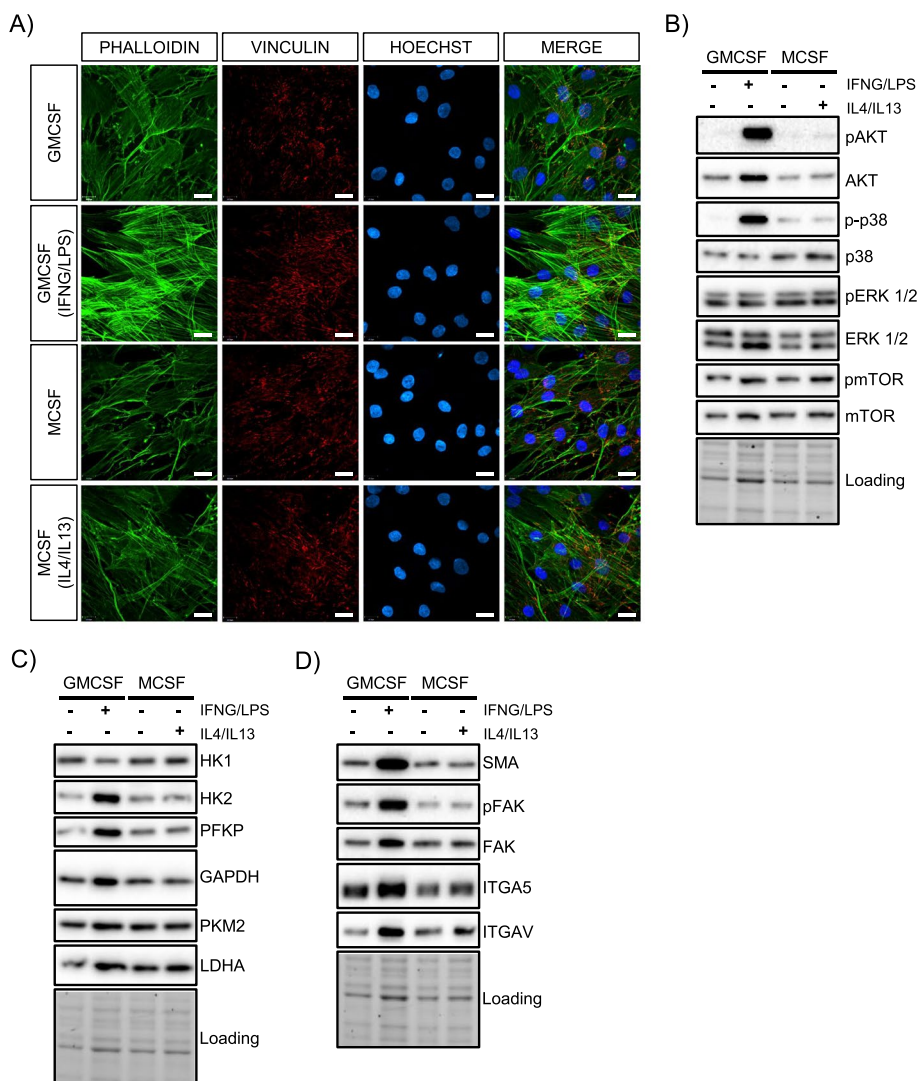 A)
PHALLOIDIN VINCULIN HOECHST MERGE
GMCSF
GMCSF
(IFNG/LPS)
MCSF
MCSF
(IL4/IL13)
B)
GMCSF MCSF
- + - - IFNG/LPS
- - - + IL4/IL13
pAKT
AKT
p-p38
p38
pERK 1/2
ERK 1/2
pmTOR
mTOR
Loading
C)
GMCSF MCSF
- + - - IFNG/LPS
- - - + IL4/IL13
HK1
HK2
PFKP
GAPDH
PKM2
LDHA
Loading
D)
GMCSF MCSF
- + - - IFNG/LPS
- - - + IL4/IL13
SMA
pFAK
FAK
ITGA5
ITGAV
Loading